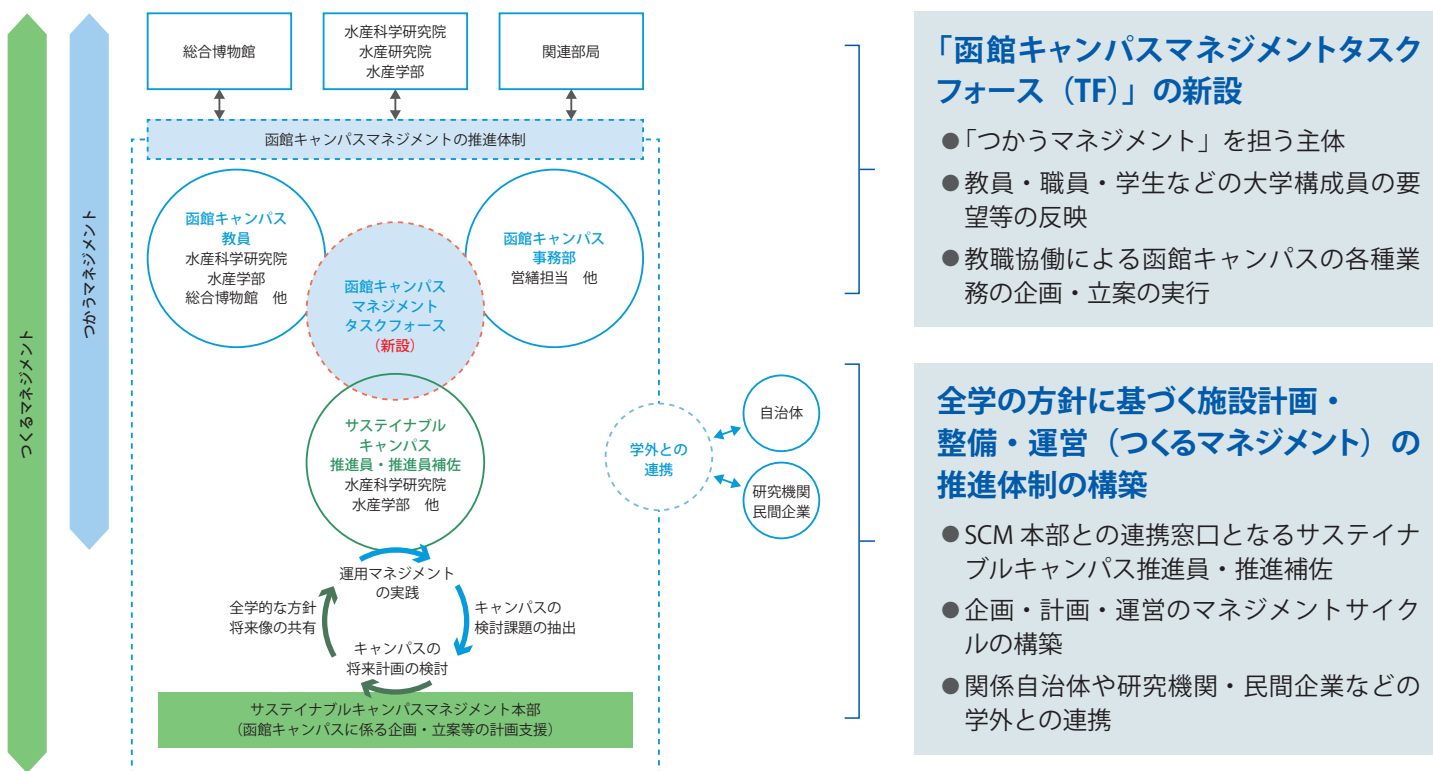 つくるマネジメント
つかうマネジメント
総合博物館
水産科学研究院
水産研究院
水産学部
関連部局
函館キャンパスマネジメントの推進体制
函館キャンパス
教員
水産科学研究院
水産学部
総合博物館　他
函館キャンパス
マネジメント
タスクフォース
（新設）
函館キャンパス
事務部
営繕担当　他
サステイナブル
キャンパス
推進員・推進員補佐
水産科学研究院
水産学部　他
学外との
連携
自治体
研究機関
民間企業
運用マネジメント
の実践
全学的な方針
将来像の共有
キャンパスの
検討課題の抽出
キャンパスの
将来計画の検討
サステイナブルキャンパスマネジメント本部
（函館キャンパスに係る企画・立案等の計画支援）
「函館キャンパスマネジメントタスク
フォース（TF）」の新設
●「つかうマネジメント」を担う主体
●教員・職員・学生などの大学構成員の要
望等の反映
●教職協働による函館キャンパスの各種業
務の企画・立案の実行
全学の方針に基づく施設計画・
整備・運営（つくるマネジメント）の
推進体制の構築
●SCM 本部との連携窓口となるサステイナ
ブルキャンパス推進員・推進補佐
●企画・計画・運営のマネジメントサイク
ルの構築
●関係自治体や研究機関・民間企業などの
学外との連携